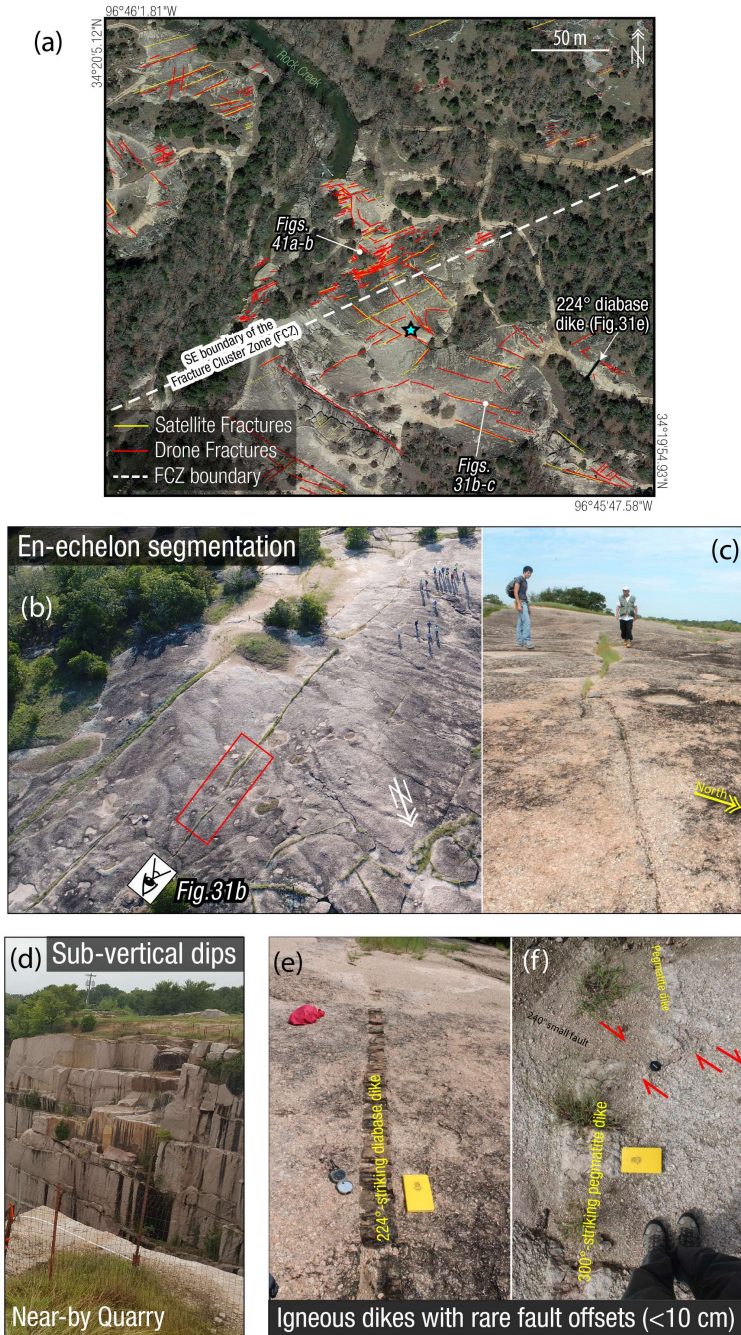 (a)
96°46'1.81"W
34°20'5.12"N
Rock Creek
50 m
N
Figs.
41a-b
224° diabase
dike (Fig.31e)
SE boundary of the
Fracture Cluster Zone (FCZ)
Satellite Fractures
Drone Fractures
FCZ boundary
Figs.
31b-c
34°19'54.93"N
96°45'47.58"W
En-echelon segmentation
(b)
N
Fig.31b
(c)
North
(d)
Sub-vertical dips
Near-by Quarry
(e)
224°-striking diabase dike
(f)
Pegmatite dike
240°small fault
300°-striking pegmatite dike
Igneous dikes with rare fault offsets (<10 cm)